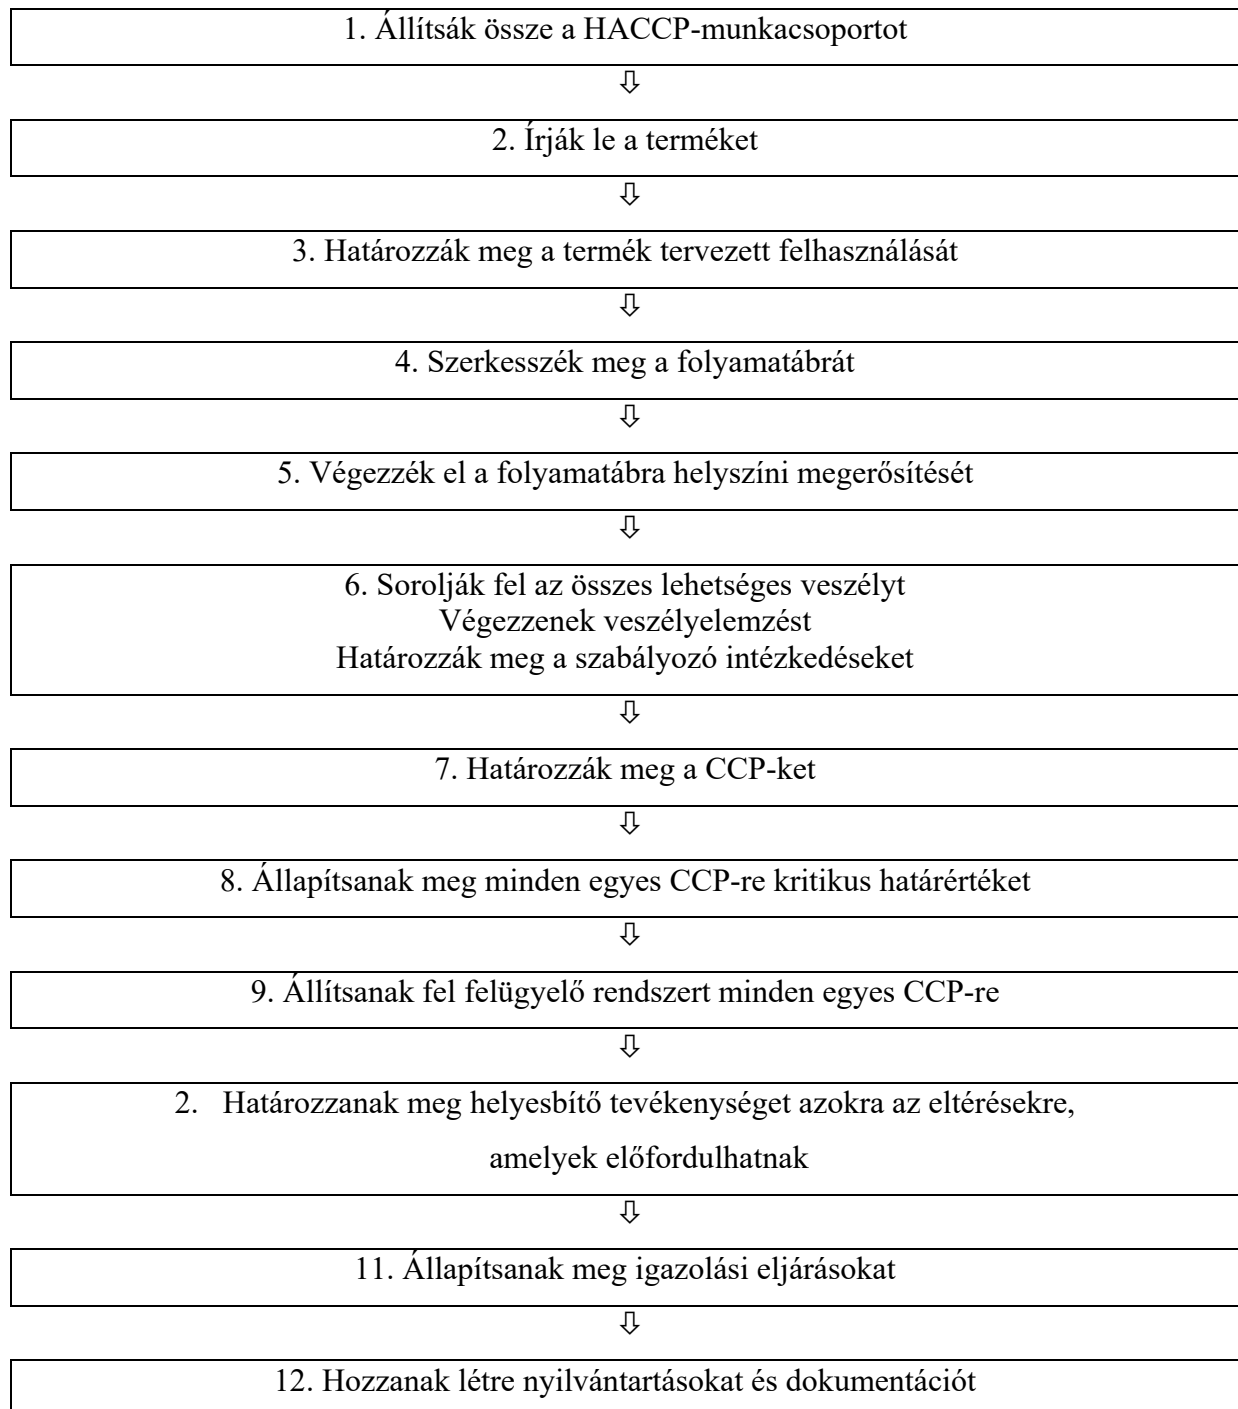 1. Állítsák össze a HACCP-munkacsoportot
⇩
2. Írják le a terméket
⇩
3. Határozzák meg a termék tervezett felhasználását
⇩
4. Szerkesszék meg a folyamatábrát
⇩
5. Végezzék el a folyamatábra helyszíni megerősítését
⇩
6. Sorolják fel az összes lehetséges veszélyt
Végezzenek veszélyelemzést
Határozzák meg a szabályozó intézkedéseket
⇩
7. Határozzák meg a CCP-ket
⇩
8. Állapítsanak meg minden egyes CCP-re kritikus határértéket
⇩
9. Állítsanak fel felügyelő rendszert minden egyes CCP-re
⇩
2. Határozzanak meg helyesbítő tevékenységet azokra az eltérésekre,
amelyek előfordulhatnak
⇩
11. Állapítsanak meg igazolási eljárásokat
⇩
12. Hozzanak létre nyilvántartásokat és dokumentációt